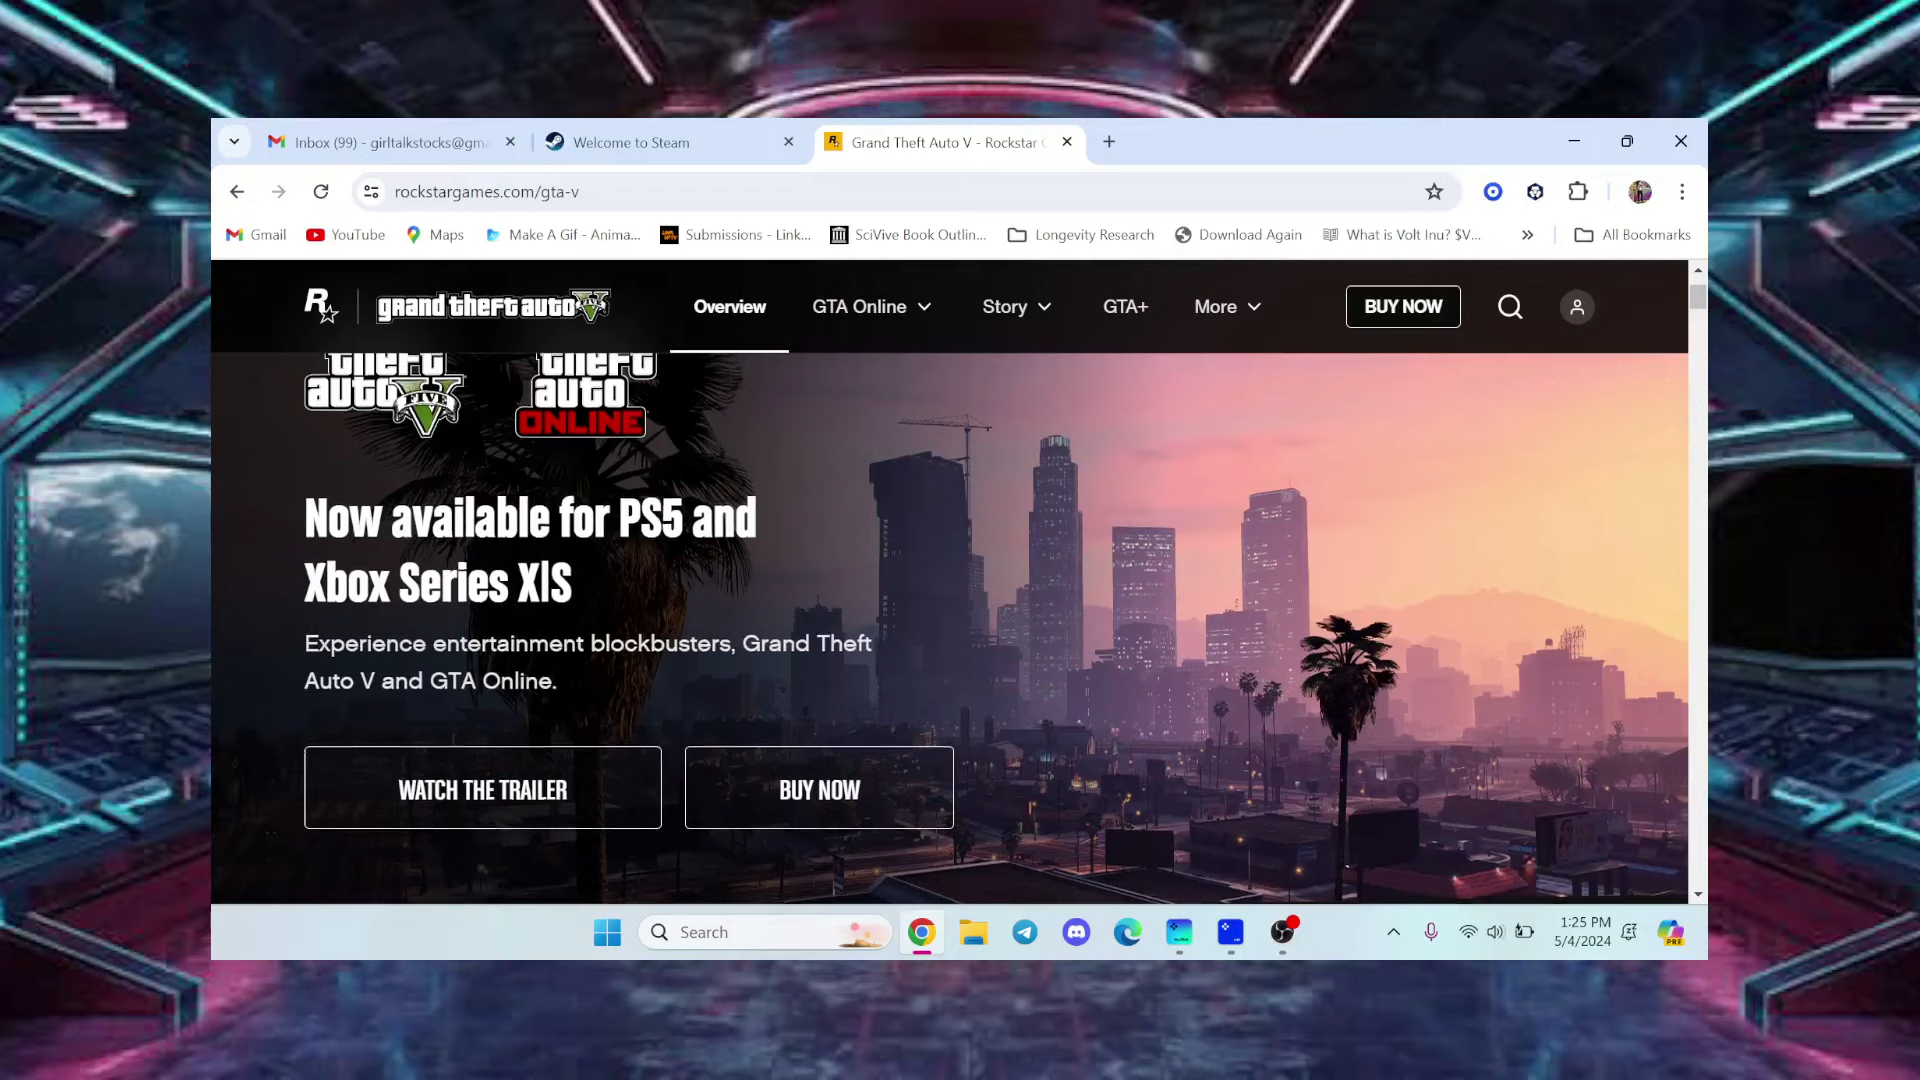 Inbox (99) - girltalkstocks@gma
Welcome to Steam
Grand Theft Auto V - Rockstar
rockstargames.com/gta-v
Gmail
YouTube
Maps
Make A Gif - Anima...
Submissions - Link...
SciVive Book Outlin...
Longevity Research
Download Again
What is Volt Inu? $V...
All Bookmarks
R
grand theft auto V
Overview
GTA Online
Story
GTA+
More
BUY NOW
theft
auto
FIVE
V
theft
auto
ONLINE
Now available for PS5 and
Xbox Series X|S
Experience entertainment blockbusters, Grand Theft
Auto V and GTA Online.
WATCH THE TRAILER
BUY NOW
Search
1:25 PM
5/4/2024
PRE